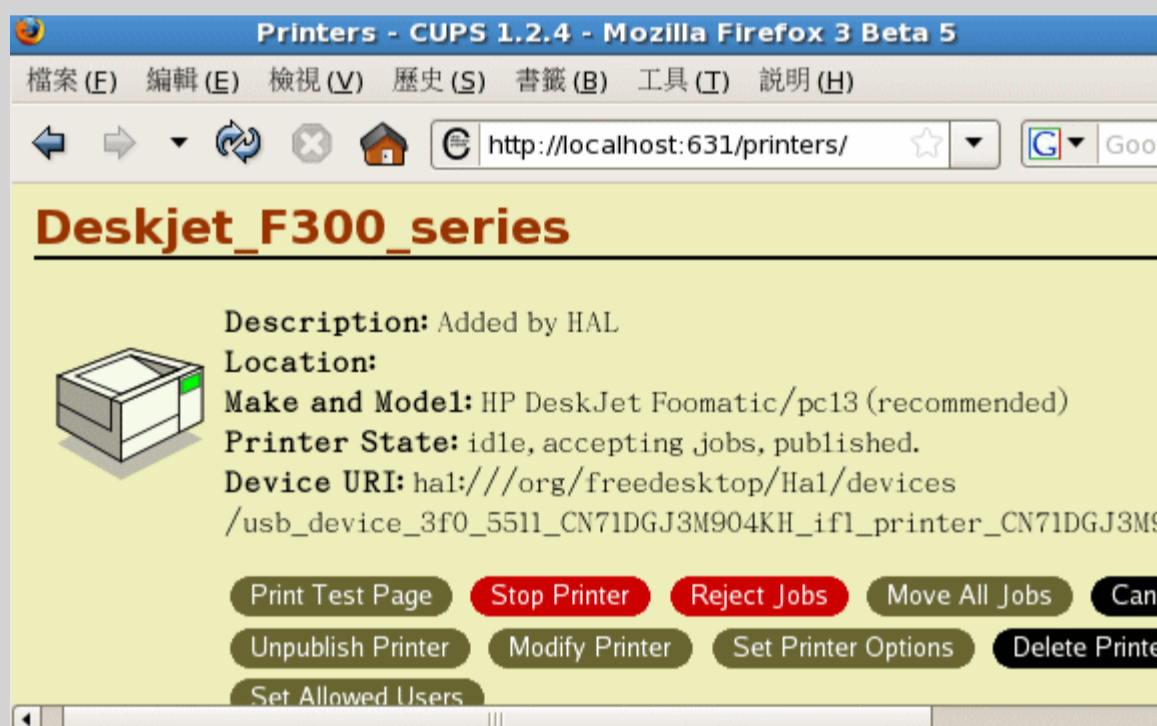 Printers - CUPS 1.2.4 - Mozilla Firefox 3 Beta 5
檔案(F) 編輯(E) 檢視(V) 歷史(S) 書籤(B) 工具(T) 說明(H)
http://localhost:631/printers/ Goo
Deskjet_F300_series
Description: Added by HAL
Location:
Make and Model: HP DeskJet Foomatic/pcl3 (recommended)
Printer State: idle, accepting jobs, published.
Device URI: hal:///org/freedesktop/Hal/devices
/usb_device_3f0_5511_CN71DGJ3M904KH_if1_printer_CN71DGJ3M9
Print Test Page Stop Printer Reject Jobs Move All Jobs Can
Unpublish Printer Modify Printer Set Printer Options Delete Printe
Set Allowed Users